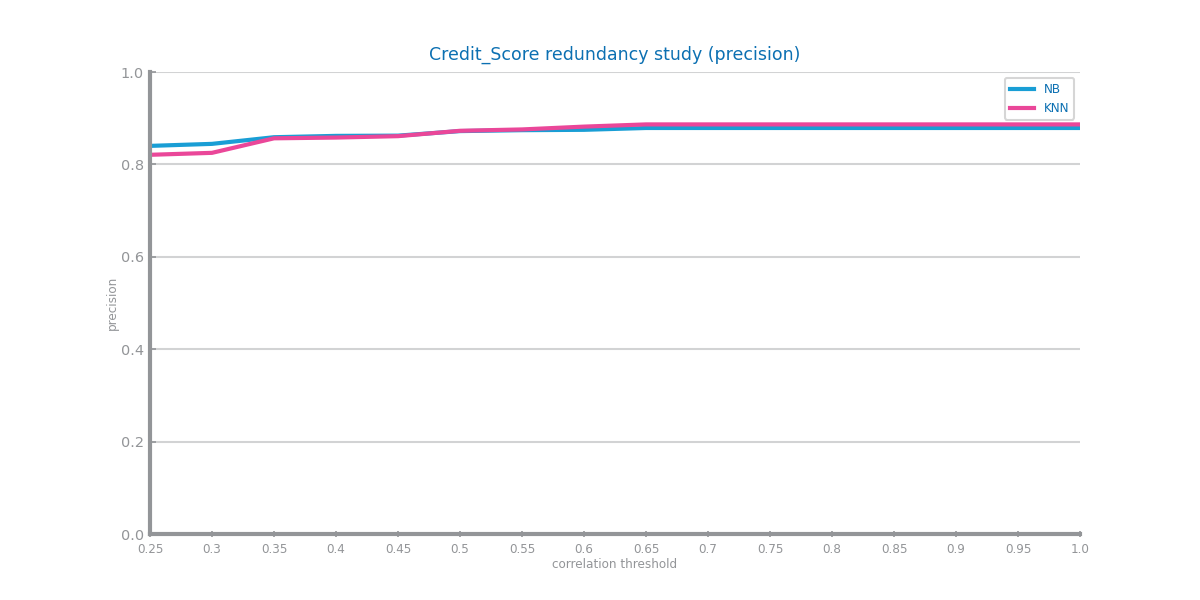 Credit_Score redundancy study (precision)
1.0
0.8
0.6
0.4
0.2
0.0
precision
NB
KNN
0.25 0.3 0.35 0.4 0.45 0.5 0.55 0.6 0.65 0.7 0.75 0.8 0.85 0.9 0.95 1.0
correlation threshold